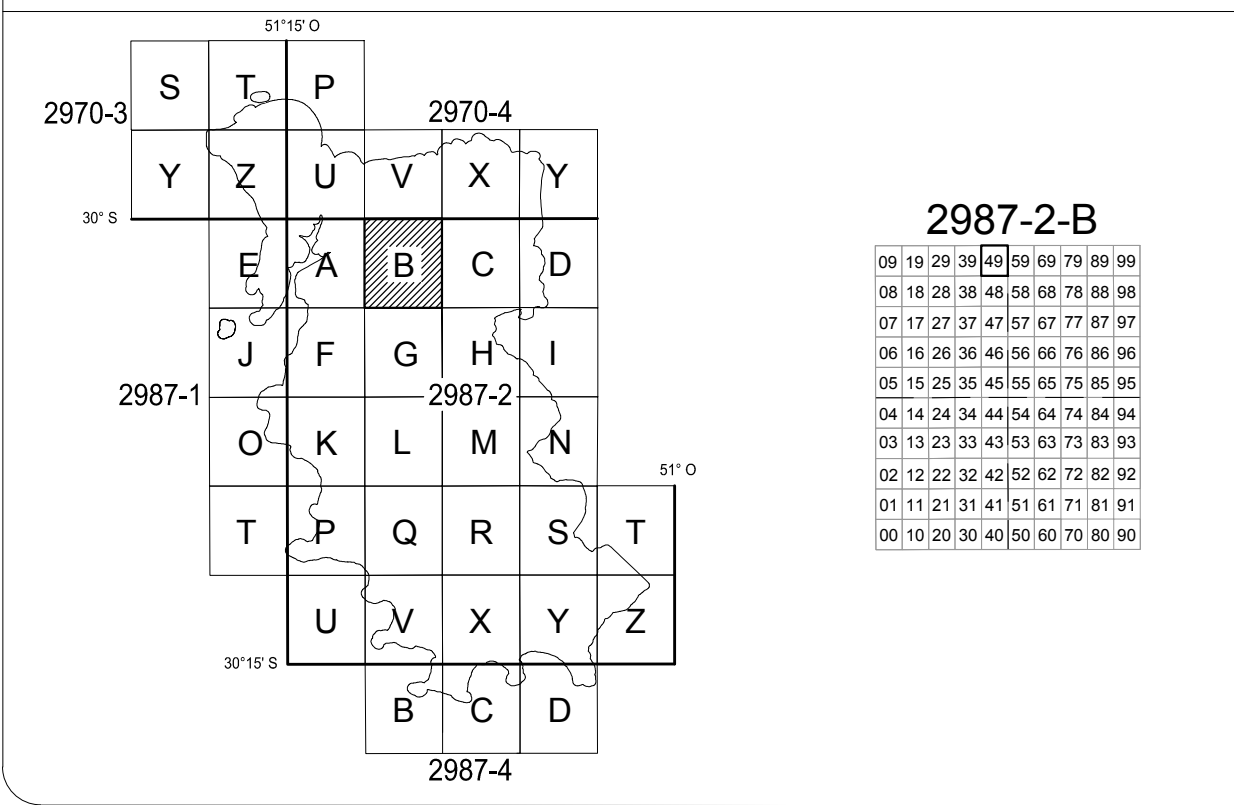 51°15' O
S T P
2970-3 2970-4
Y Z U V X Y
30° S
E A B C D
J F G H I
2987-1 2987-2
O K L M N
51° O
T P Q R S T
U V X Y Z
30°15' S
B C D
2987-4
2987-2-B
09 19 29 39 49 59 69 79 89 99
08 18 28 38 48 58 68 78 88 98
07 17 27 37 47 57 67 77 87 97
06 16 26 36 46 56 66 76 86 96
05 15 25 35 45 55 65 75 85 95
04 14 24 34 44 54 64 74 84 94
03 13 23 33 43 53 63 73 83 93
02 12 22 32 42 52 62 72 82 92
01 11 21 31 41 51 61 71 81 91
00 10 20 30 40 50 60 70 80 90